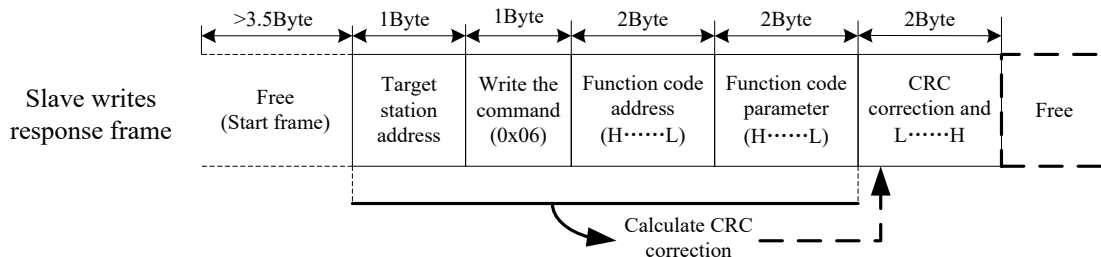 >3.5Byte 1Byte 1Byte 2Byte 2Byte 2Byte
Slave writes
response frame
Free
(Start frame)
Target
station
address
Write the
command
(0x06)
Function code
address
(H······L)
Function code
parameter
(H······L)
CRC
correction and
L······H
Free
Calculate CRC
correction